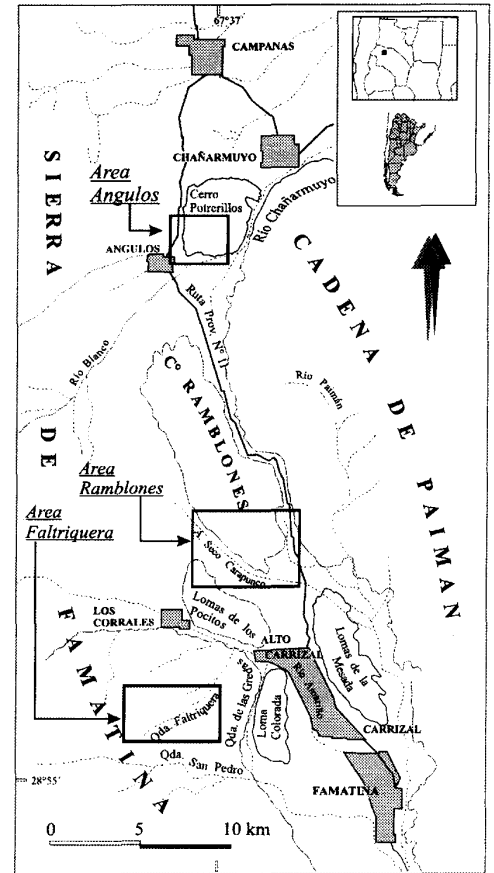 67°37'
CAMPANAS
CHAÑARMUYO
SIERRA
DE
FAMATINA
Area
Angulos
Cerro
Potrerillos
Río Chañarmuyo
ANGULOS
CADENA DE PAIMAN
Ruta Prov. Nº 11
Río Blanco
Cº RAMBLONES
Río Paimán
Area
Ramblones
Area
Faltriquera
Aº Seco Carapunco
Lomas de los
Pocitos
LOS
CORRALES
ALTO
CARRIZAL
Lomas de la
Mesada
Río Amarillo
Qda. de las Gredas
Loma
Colorada
Qda. Faltriquera
CARRIZAL
Qda. San Pedro
28°55'
FAMATINA
0 5 10 km